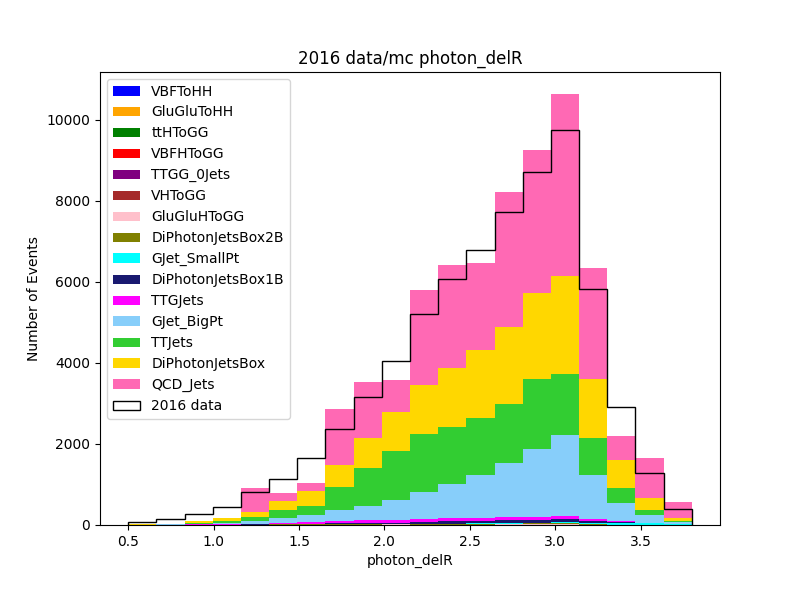 2016 data/mc photon_delR
Number of Events
10000
8000
6000
4000
2000
0
VBFToHH
GluGluToHH
ttHToGG
VBFHToGG
TTGG_0Jets
VHToGG
GluGluHToGG
DiPhotonJetsBox2B
GJet_SmallPt
DiPhotonJetsBox1B
TTGJets
GJet_BigPt
TTJets
DiPhotonJetsBox
QCD_Jets
2016 data
0.5 1.0 1.5 2.0 2.5 3.0 3.5
photon_delR